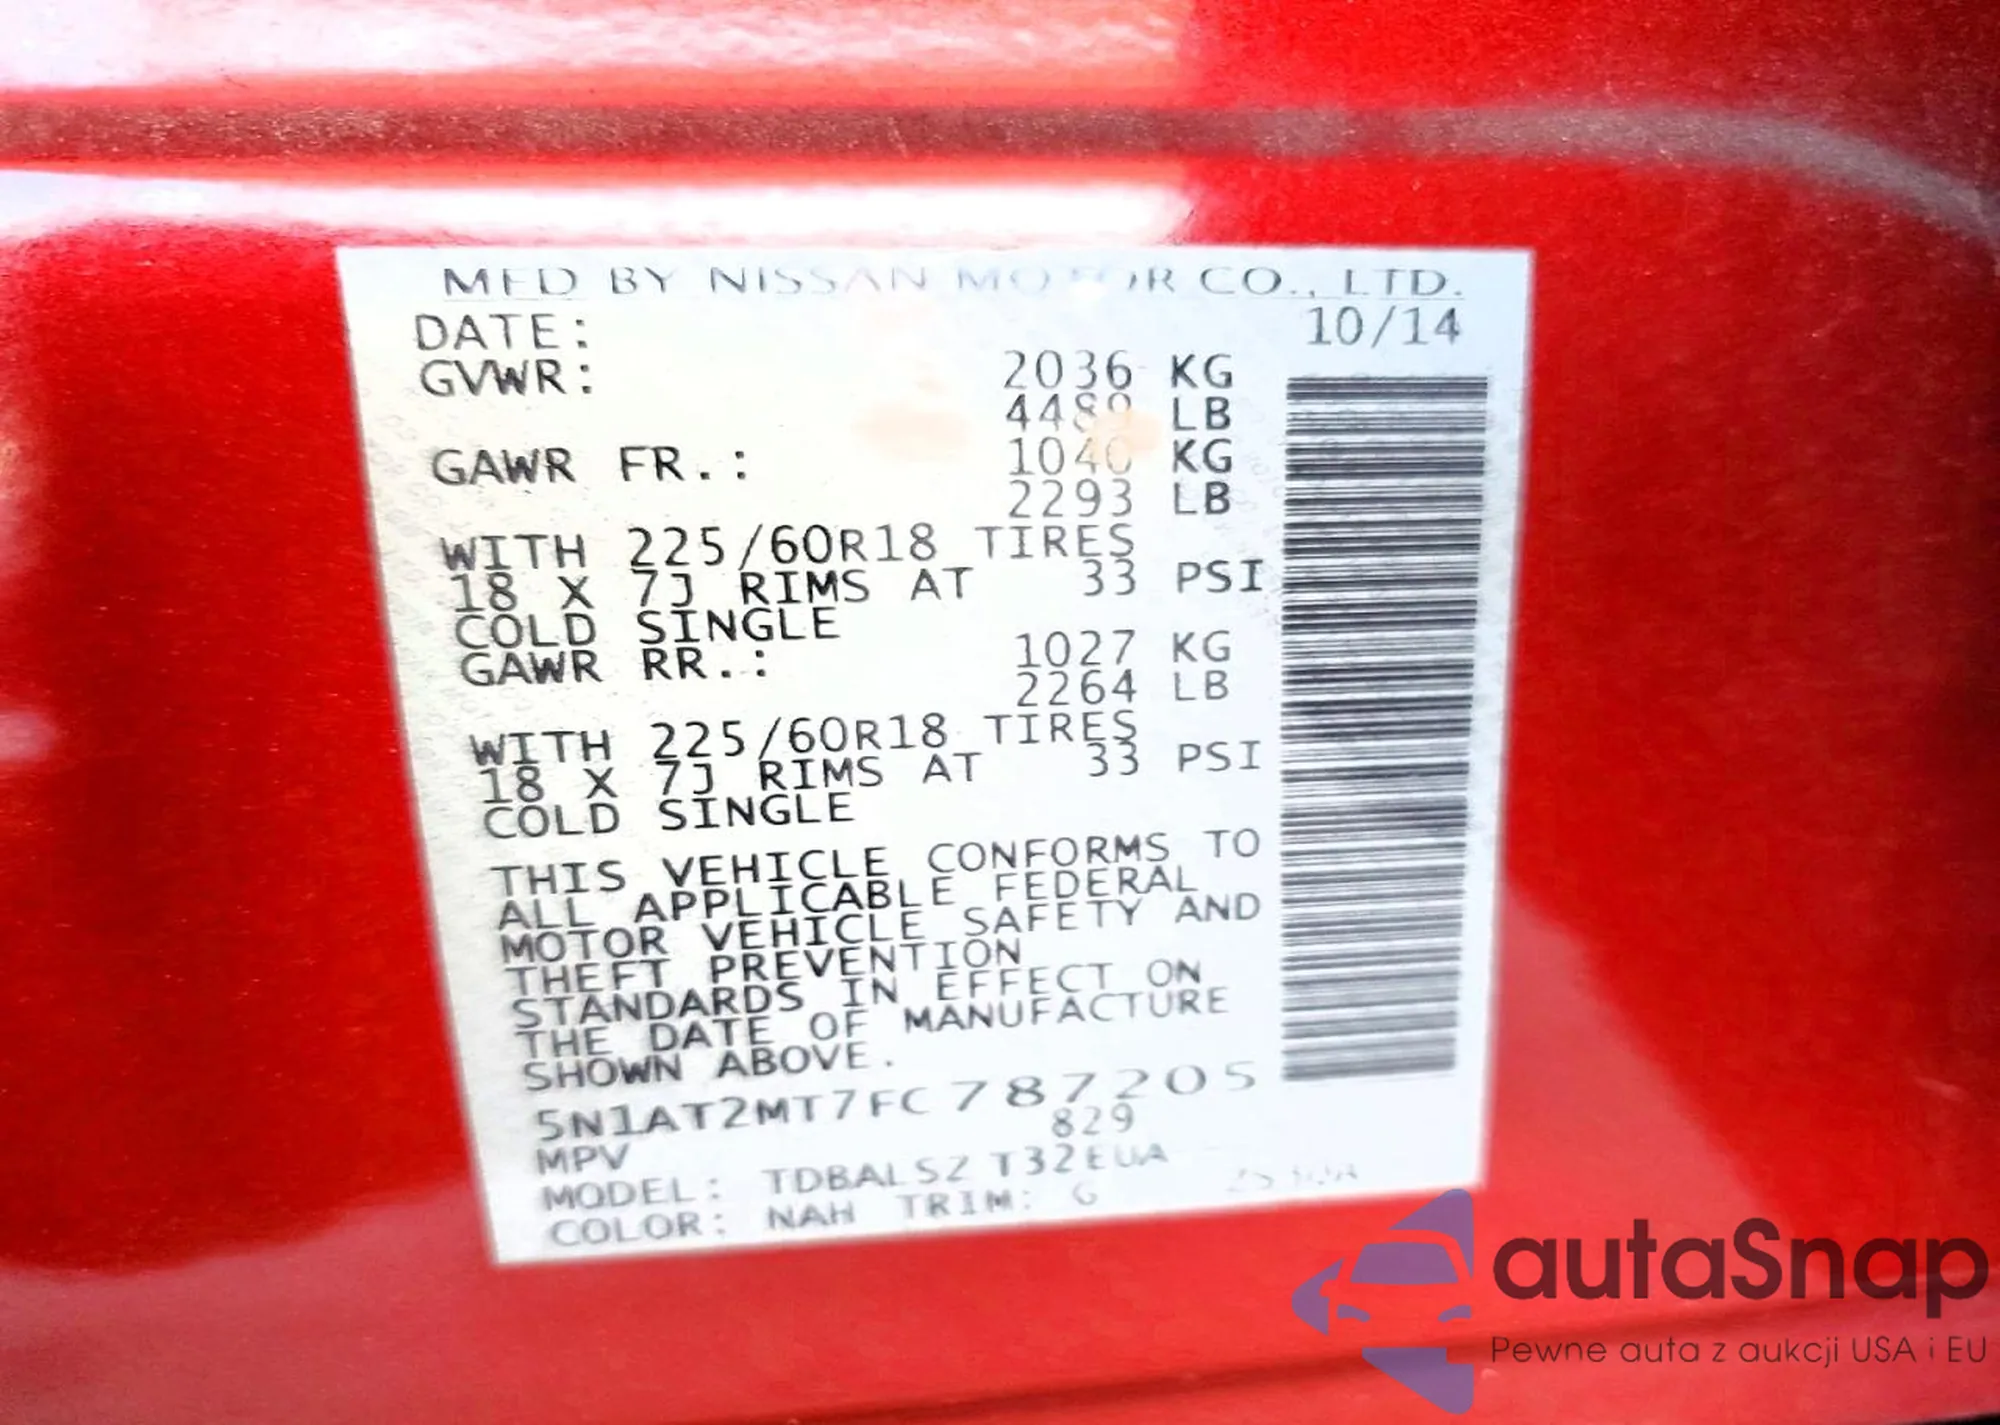 MFD BY NISSAN MOTOR CO., LTD.
DATE: 10/14
GVWR: 2036 KG
4489 LB
GAWR FR.: 1040 KG
2293 LB
WITH 225/60R18 TIRES
18 X 7J RIMS AT 33 PSI
COLD SINGLE
GAWR RR.: 1027 KG
2264 LB
WITH 225/60R18 TIRES
18 X 7J RIMS AT 33 PSI
COLD SINGLE
THIS VEHICLE CONFORMS TO
ALL APPLICABLE FEDERAL
MOTOR VEHICLE SAFETY AND
THEFT PREVENTION
STANDARDS IN EFFECT ON
THE DATE OF MANUFACTURE
SHOWN ABOVE.
5N1AT2MT7FC787205
MPV 829
MODEL: TDBALSZ T32EUA
COLOR: NAH TRIM: G
autaSnap
Pewne auta z aukcji USA i EU